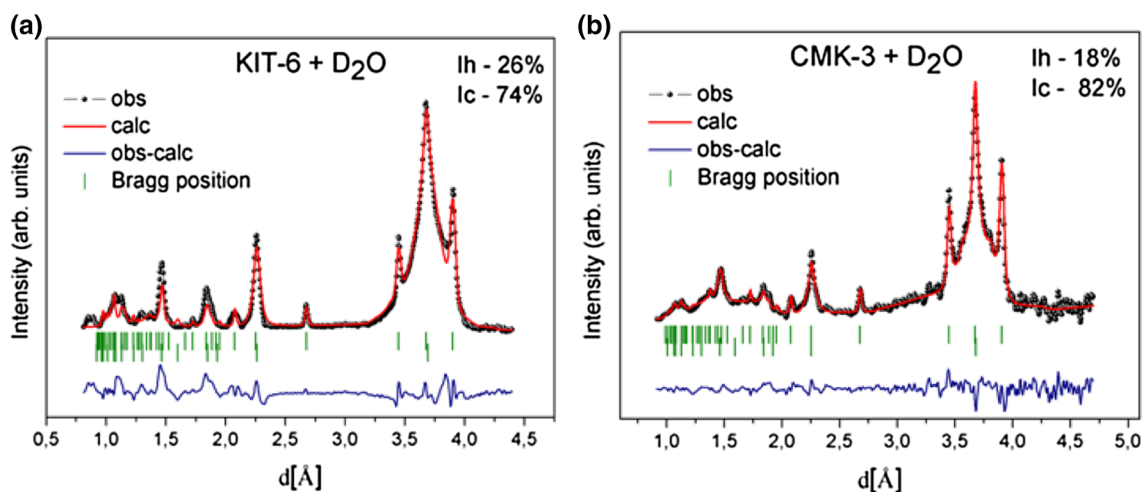 (a)
KIT-6 + D₂O
Ih - 26%
Ic - 74%
obs
calc
obs-calc
Bragg position
Intensity (arb. units)
0,5 1,0 1,5 2,0 2,5 3,0 3,5 4,0 4,5
d[Å]
(b)
CMK-3 + D₂O
Ih - 18%
Ic - 82%
obs
calc
obs-calc
Bragg position
Intensity (arb. units)
1,0 1,5 2,0 2,5 3,0 3,5 4,0 4,5 5,0
d[Å]